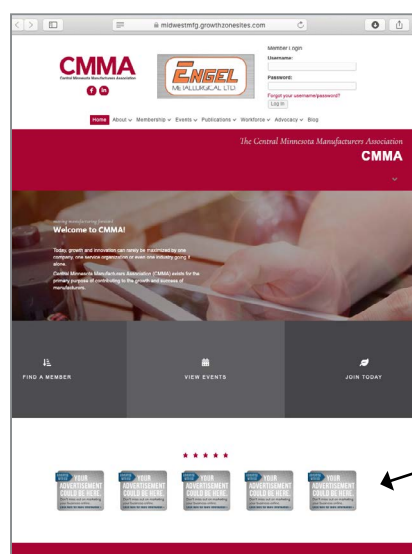 midwestmfg.growthzonesites.com
CMMA
Central Minnesota Manufacturers Association
ENGEL
METALLURGICAL LTD
Member Login
Username:
Password:
Forgot your username/password?
Log in
Home About Membership Events Publications Workforce Advocacy Blog
The Central Minnesota Manufacturers Association
CMMA
moving manufacturing forward
Welcome to CMMA!
Today, growth and innovation can rarely be maximized by one
company, one service organization or even one industry going it
alone.
Central Minnesota Manufacturers Association (CMMA) exists for the
primary purpose of contributing to the growth and success of
manufacturers.
FIND A MEMBER
VIEW EVENTS
JOIN TODAY
YOUR YOUR YOUR YOUR YOUR
ADVERTISEMENT ADVERTISEMENT ADVERTISEMENT ADVERTISEMENT ADVERTISEMENT
COULD BE HERE. COULD BE HERE. COULD BE HERE. COULD BE HERE. COULD BE HERE.